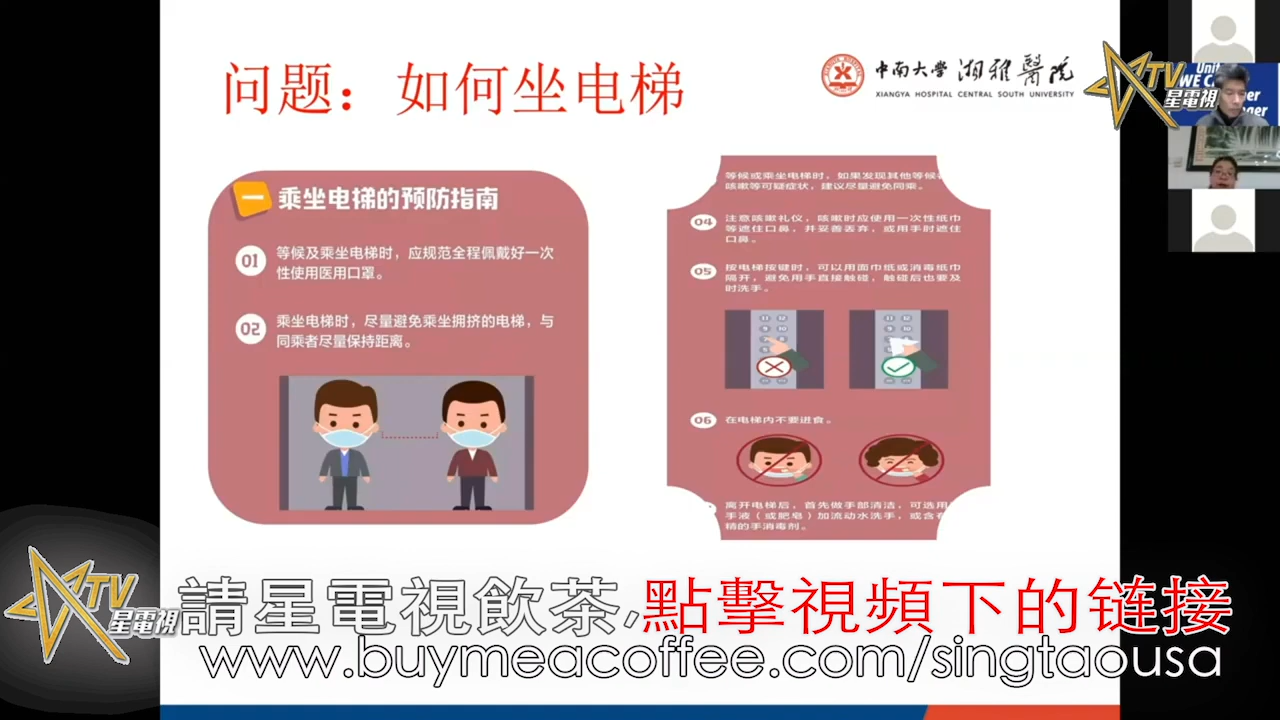 问题：如何坐电梯
中南大学 湘雅醫院
XIANGYA HOSPITAL CENTRAL SOUTH UNIVERSITY
TV
星電視
Unit
WE C
一 乘坐电梯的预防指南
01 等候及乘坐电梯时，应规范全程佩戴好一次
性使用医用口罩。
02 乘坐电梯时，尽量避免乘坐拥挤的电梯，与
同乘者尽量保持距离。
等候或乘坐电梯时，如果发现其他等候
咳嗽等可疑症状，建议尽量避免同乘。
04 注意咳嗽礼仪，咳嗽时应使用一次性纸巾
等遮住口鼻，并妥善丢弃，或用手肘遮住
口鼻。
05 按电梯按键时，可以用面巾纸或消毒纸巾
隔开，避免用手直接触碰，触碰后也要及
时洗手。
06 在电梯内不要进食。
离开电梯后，首先做手部清洁，可选用
手液（或肥皂）加流动水洗手，或含
精的手消毒剂。
TV
星電視
請星電視飲茶,點擊視頻下的链接
www.buymeacoffee.com/singtaousa